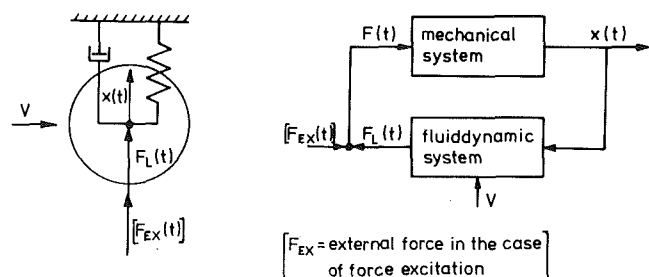 x(t)
V
F_L(t)
[F_EX(t)]
F(t)
mechanical
system
x(t)
[F_EX(t)]
F_L(t)
fluiddynamic
system
V
[F_EX = external force in the case
of force excitation]